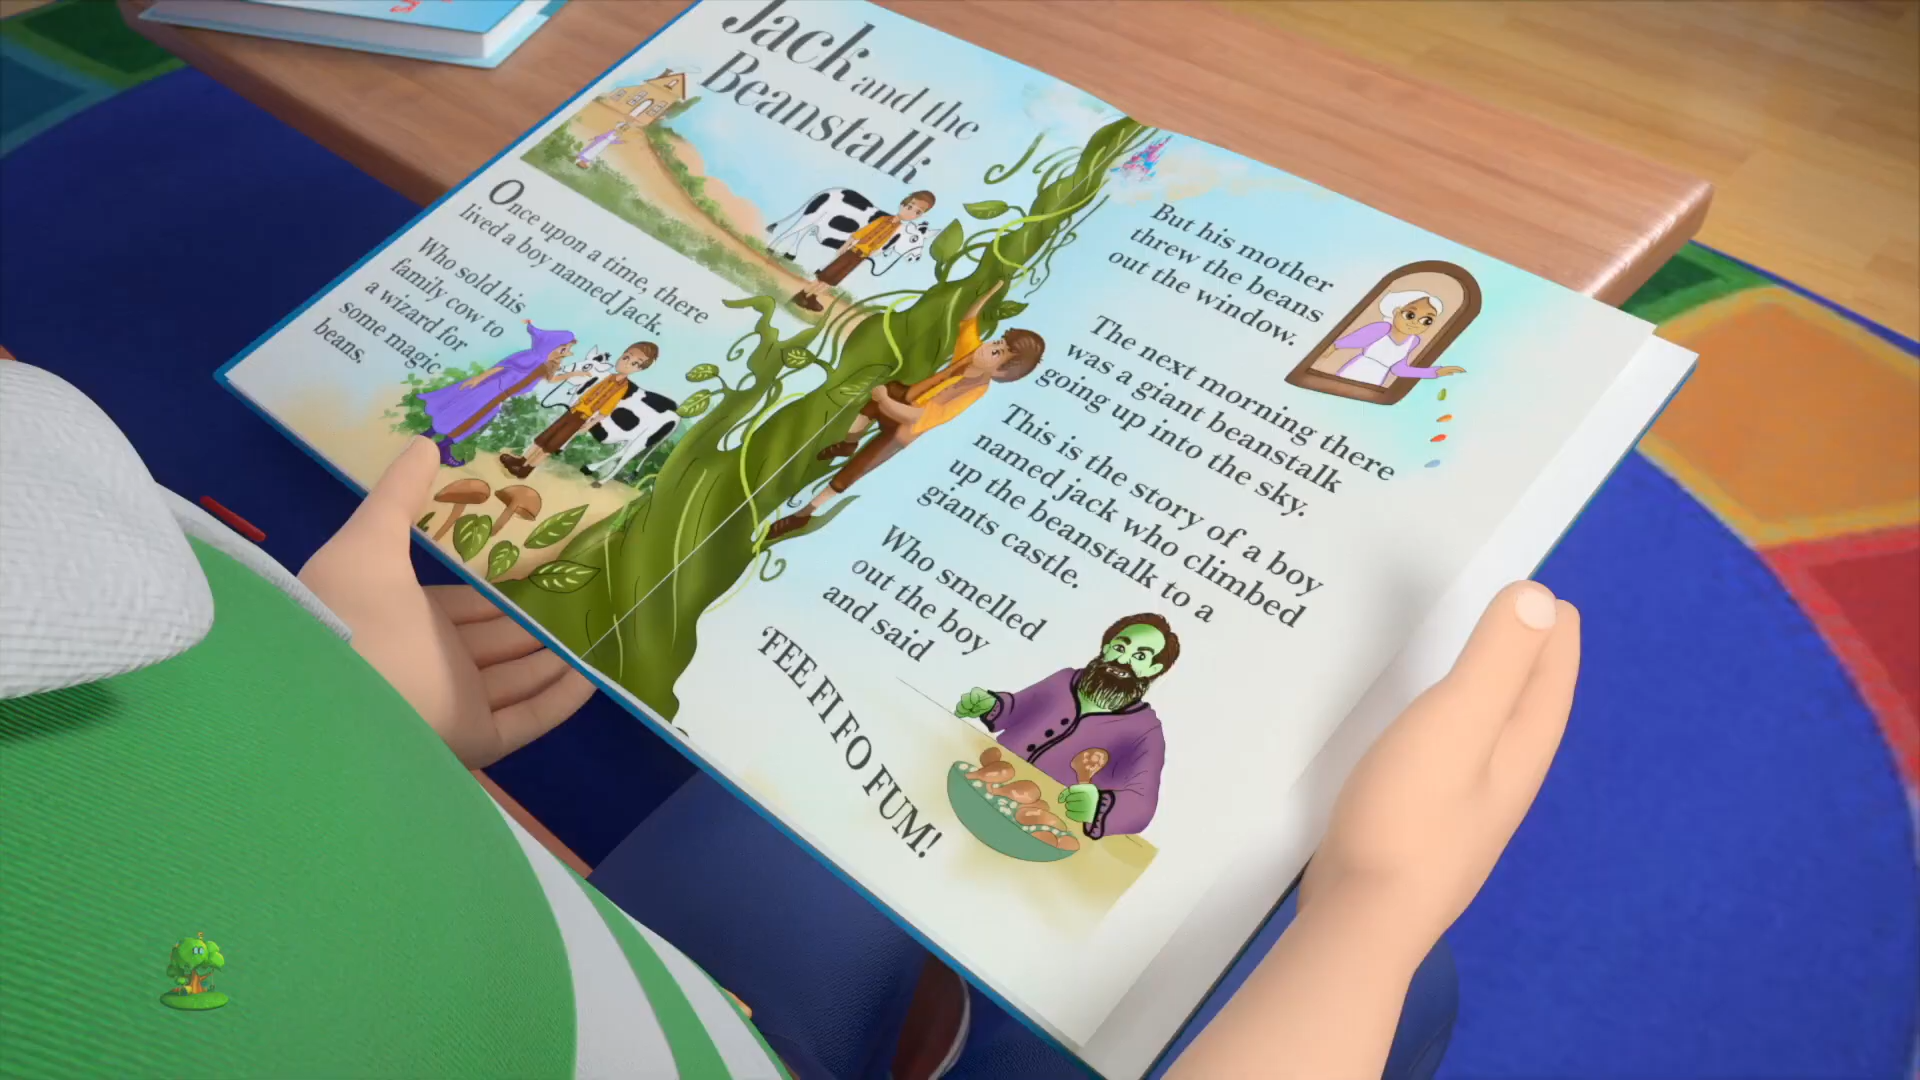 Jack and the
Beanstalk
Once upon a time, there
lived a boy named Jack.
Who sold his
family cow to
a wizard for
some magic
beans.
But his mother
threw the beans
out the window.
The next morning there
was a giant beanstalk
going up into the sky.
This is the story of a boy
named jack who climbed
up the beanstalk to a
giants castle.
Who smelled
out the boy
and said
'FEE FI FO FUM!